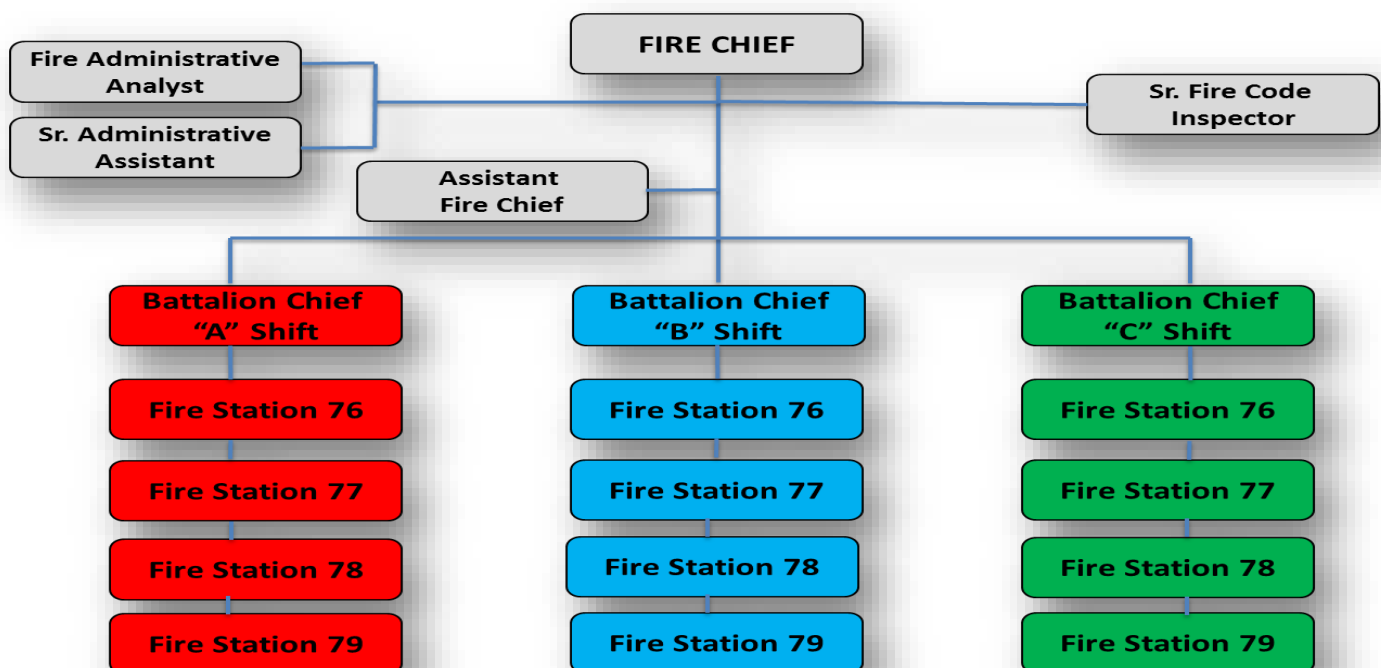 FIRE CHIEF
Fire Administrative
Analyst
Sr. Administrative
Assistant
Sr. Fire Code
Inspector
Assistant
Fire Chief
Battalion Chief
“A” Shift
Fire Station 76
Fire Station 77
Fire Station 78
Fire Station 79
Battalion Chief
“B” Shift
Fire Station 76
Fire Station 77
Fire Station 78
Fire Station 79
Battalion Chief
“C” Shift
Fire Station 76
Fire Station 77
Fire Station 78
Fire Station 79